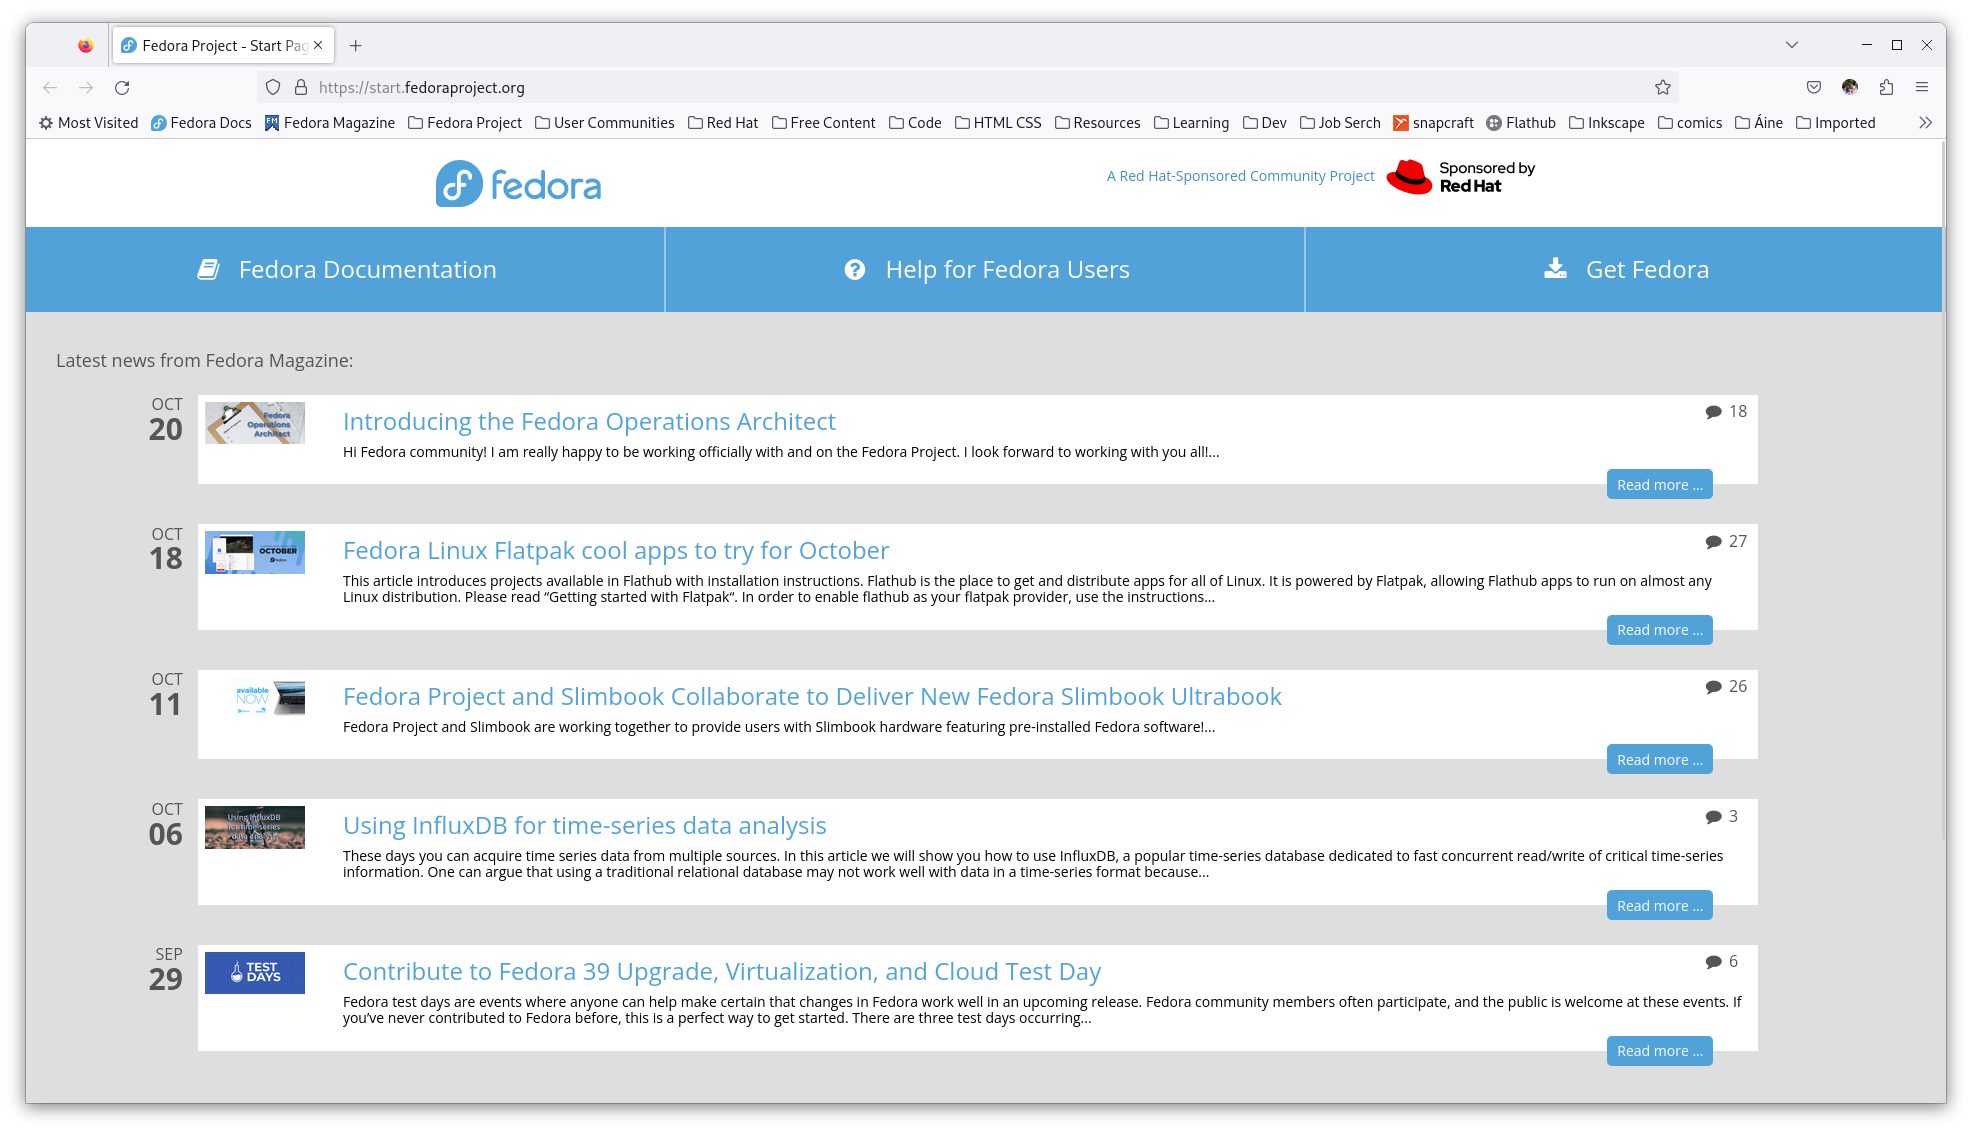 Fedora Project - Start Pag
https://start.fedoraproject.org
Most Visited Fedora Docs Fedora Magazine Fedora Project User Communities Red Hat Free Content Code HTML CSS Resources Learning Dev Job Serch snapcraft Flathub Inkscape comics Áine Imported
fedora
A Red Hat-Sponsored Community Project
Sponsored by
Red Hat
Fedora Documentation
Help for Fedora Users
Get Fedora
Latest news from Fedora Magazine:
OCT
20
Fedora
Operations
Architect
Introducing the Fedora Operations Architect
18
Hi Fedora community! I am really happy to be working officially with and on the Fedora Project. I look forward to working with you all!...
Read more ...
OCT
18
OCTOBER
Fedora Linux Flatpak cool apps to try for October
27
This article introduces projects available in Flathub with installation instructions. Flathub is the place to get and distribute apps for all of Linux. It is powered by Flatpak, allowing Flathub apps to run on almost any
Linux distribution. Please read “Getting started with Flatpak“. In order to enable flathub as your flatpak provider, use the instructions...
Read more ...
OCT
11
available
NOW
Fedora Project and Slimbook Collaborate to Deliver New Fedora Slimbook Ultrabook
26
Fedora Project and Slimbook are working together to provide users with Slimbook hardware featuring pre-installed Fedora software!...
Read more ...
OCT
06
Using InfluxDB
for time-series
data analysis
Using InfluxDB for time-series data analysis
3
These days you can acquire time series data from multiple sources. In this article we will show you how to use InfluxDB, a popular time-series database dedicated to fast concurrent read/write of critical time-series
information. One can argue that using a traditional relational database may not work well with data in a time-series format because...
Read more ...
SEP
29
TEST
DAYS
Contribute to Fedora 39 Upgrade, Virtualization, and Cloud Test Day
6
Fedora test days are events where anyone can help make certain that changes in Fedora work well in an upcoming release. Fedora community members often participate, and the public is welcome at these events. If
you’ve never contributed to Fedora before, this is a perfect way to get started. There are three test days occurring...
Read more ...